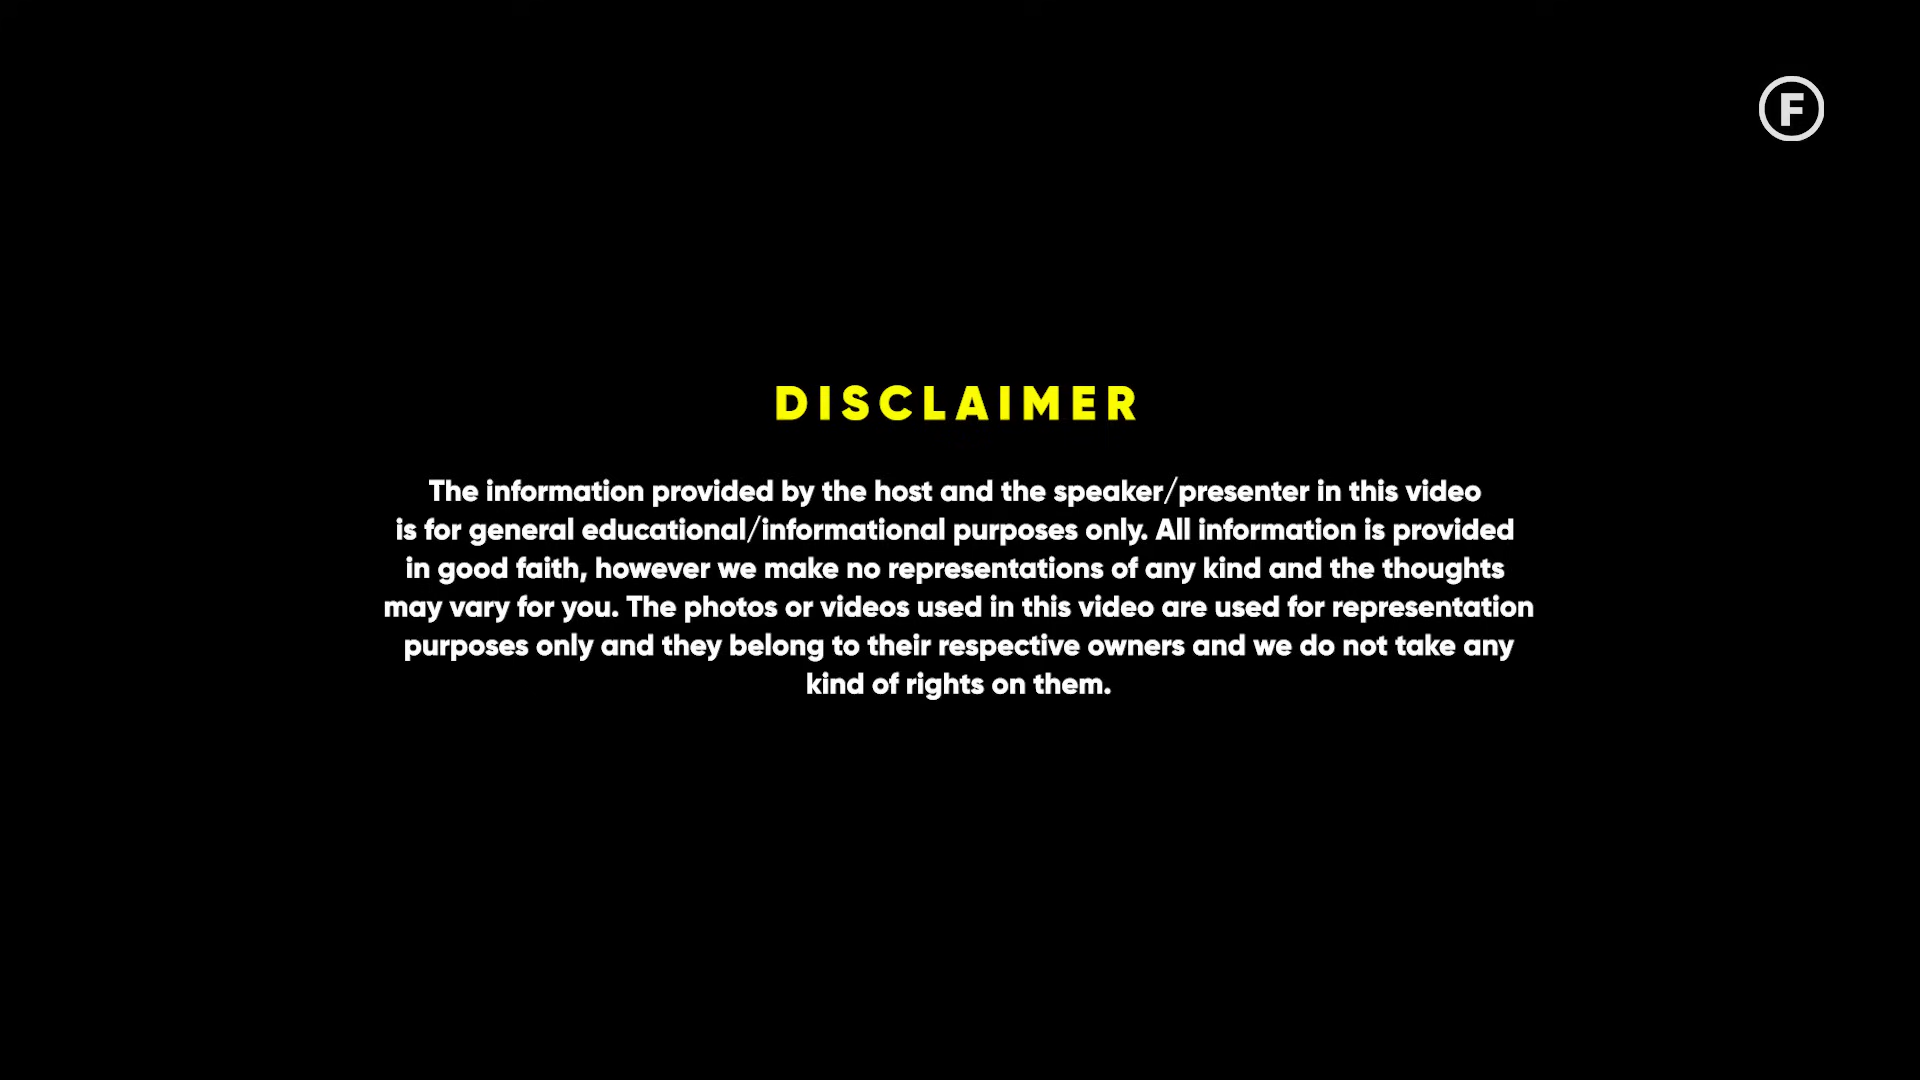 F
DISCLAIMER
The information provided by the host and the speaker/presenter in this video
is for general educational/informational purposes only. All information is provided
in good faith, however we make no representations of any kind and the thoughts
may vary for you. The photos or videos used in this video are used for representation
purposes only and they belong to their respective owners and we do not take any
kind of rights on them.